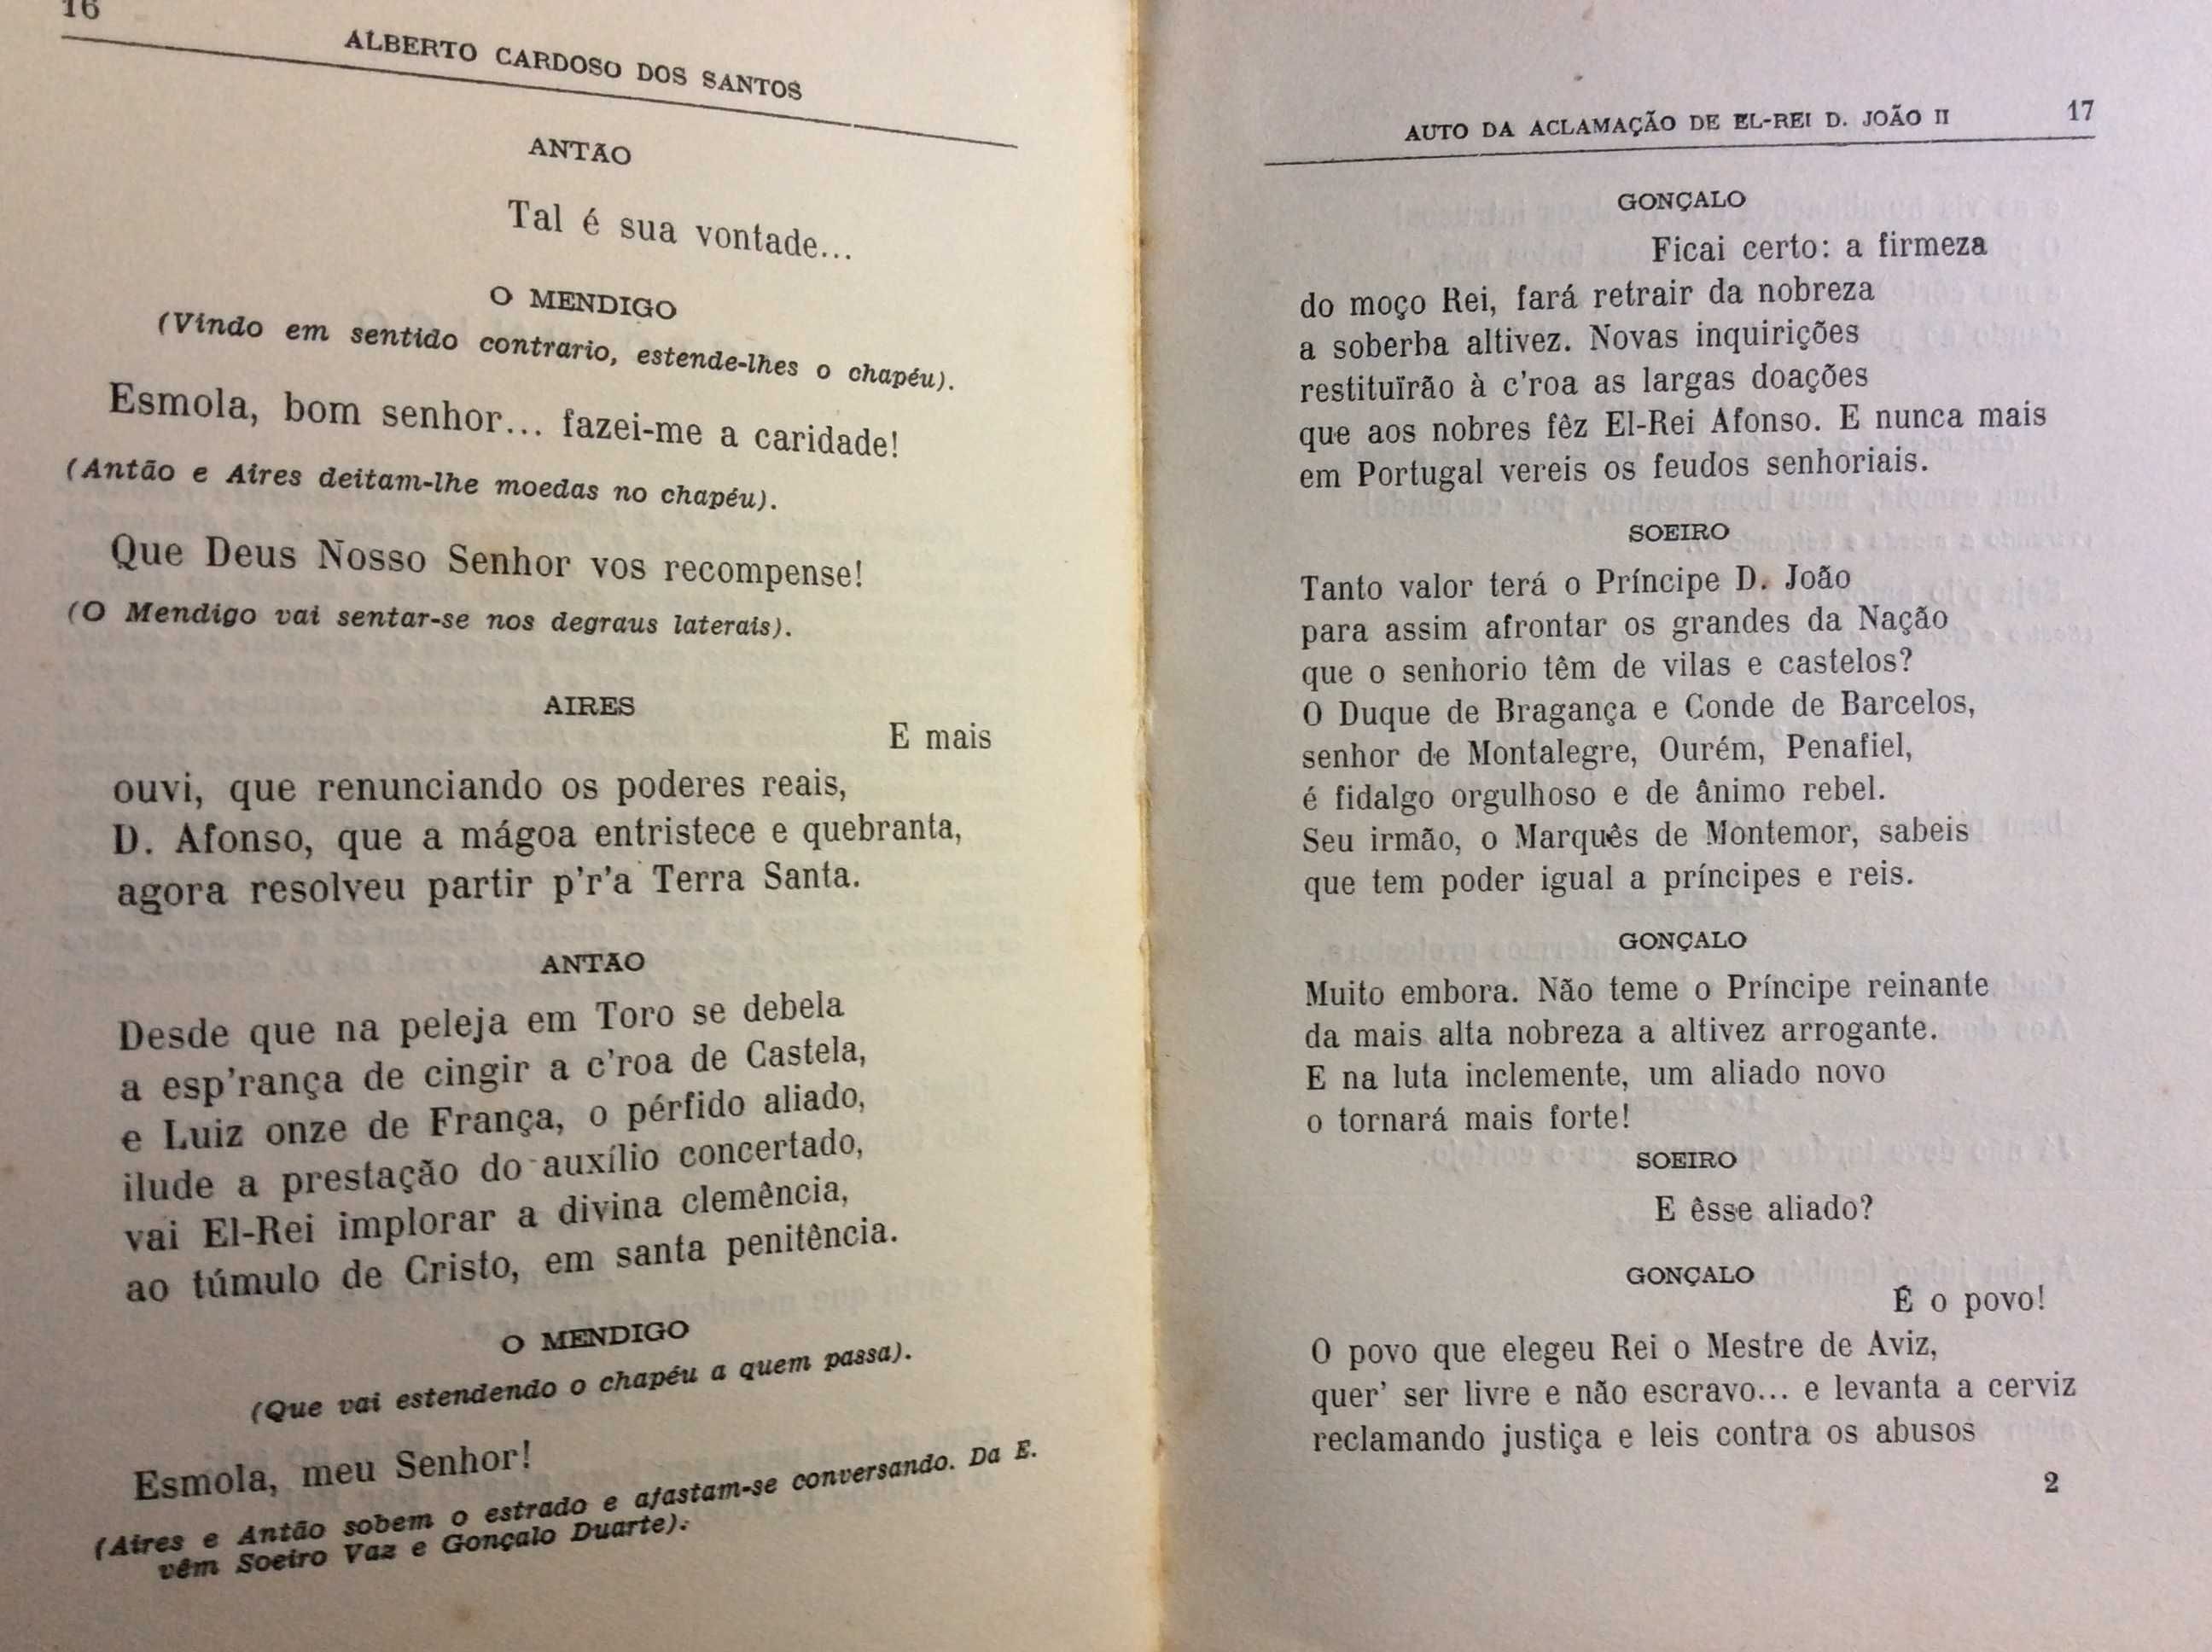 16
ALBERTO CARDOSO DOS SANTOS
ANTÃO
Tal é sua vontade...
O MENDIGO
(Vindo em sentido contrario, estende-lhes o chapéu).
Esmola, bom senhor... fazei-me a caridade!
(Antão e Aires deitam-lhe moedas no chapéu).
Que Deus Nosso Senhor vos recompense!
(O Mendigo vai sentar-se nos degraus laterais).
AIRES
E mais
ouvi, que renunciando os poderes reais,
D. Afonso, que a mágoa entristece e quebranta,
agora resolveu partir p'r'a Terra Santa.
ANTÃO
Desde que na peleja em Toro se debela
a esp'rança de cingir a c'roa de Castela,
e Luiz onze de França, o pérfido aliado,
ilude a prestação do auxílio concertado,
vai El-Rei implorar a divina clemência,
ao túmulo de Cristo, em santa penitência.
O MENDIGO
(Que vai estendendo o chapéu a quem passa).
Esmola, meu Senhor!
(Aires e Antão sobem o estrado e afastam-se conversando. Da E.
vêm Soeiro Vaz e Gonçalo Duarte).
AUTO DA ACLAMAÇÃO DE EL-REI D. JOÃO II 17
GONÇALO
Ficai certo: a firmeza
do moço Rei, fará retrair da nobreza
a soberba altivez. Novas inquirições
restituïrão à c'roa as largas doações
que aos nobres fêz El-Rei Afonso. E nunca mais
em Portugal vereis os feudos senhoriais.
SOEIRO
Tanto valor terá o Príncipe D. João
para assim afrontar os grandes da Nação
que o senhorio têm de vilas e castelos?
O Duque de Bragança e Conde de Barcelos,
senhor de Montalegre, Ourém, Penafiel,
é fidalgo orgulhoso e de ânimo rebel.
Seu irmão, o Marquês de Montemor, sabeis
que tem poder igual a príncipes e reis.
GONÇALO
Muito embora. Não teme o Príncipe reinante
da mais alta nobreza a altivez arrogante.
E na luta inclemente, um aliado novo
o tornará mais forte!
SOEIRO
E êsse aliado?
GONÇALO
É o povo!
O povo que elegeu Rei o Mestre de Aviz,
quer' ser livre e não escravo... e levanta a cerviz
reclamando justiça e leis contra os abusos
2